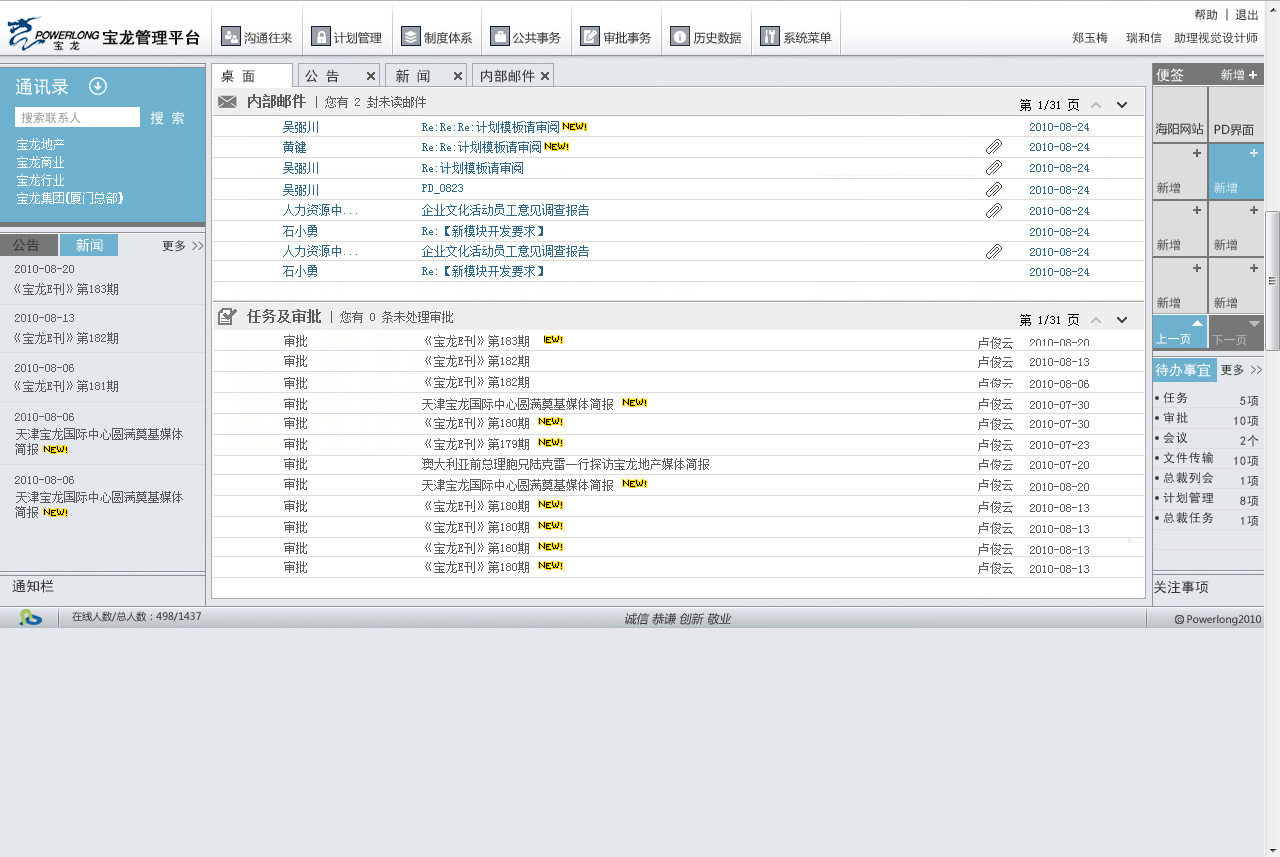 帮助 | 退出
POWERLONG 宝龙 宝龙管理平台
沟通往来 计划管理 制度体系 公共事务 审批事务 历史数据 系统菜单
郑玉梅 瑞和信 助理视觉设计师
通讯录
搜索联系人 搜 索
宝龙地产
宝龙商业
宝龙行业
宝龙集团(厦门总部)
公告 新闻 更多 >>
2010-08-20
《宝龙E刊》第183期
2010-08-13
《宝龙E刊》第182期
2010-08-06
《宝龙E刊》第181期
2010-08-06
天津宝龙国际中心圆满奠基媒体
简报 NEW!
2010-08-06
天津宝龙国际中心圆满奠基媒体
简报 NEW!
通知栏
桌 面 公 告 × 新 闻 × 内部邮件 ×
内部邮件 | 您有 2 封未读邮件 第 1/31 页
吴弼川 Re:Re:Re:计划模板请审阅 NEW! 2010-08-24
黄键 Re:Re:计划模板请审阅 NEW! 2010-08-24
吴弼川 Re:计划模板请审阅 2010-08-24
吴弼川 PD_0823 2010-08-24
人力资源中... 企业文化活动员工意见调查报告 2010-08-24
石小勇 Re:【新模块开发要求】 2010-08-24
人力资源中... 企业文化活动员工意见调查报告 2010-08-24
石小勇 Re:【新模块开发要求】 2010-08-24
任务及审批 | 您有 0 条未处理审批 第 1/31 页
审批 《宝龙E刊》第183期 NEW! 卢俊云 2010-08-20
审批 《宝龙E刊》第182期 卢俊云 2010-08-13
审批 《宝龙E刊》第182期 卢俊云 2010-08-06
审批 天津宝龙国际中心圆满奠基媒体简报 NEW! 卢俊云 2010-07-30
审批 《宝龙E刊》第180期 NEW! 卢俊云 2010-07-30
审批 《宝龙E刊》第179期 NEW! 卢俊云 2010-07-23
审批 澳大利亚前总理胞兄陆克雷一行探访宝龙地产媒体简报 卢俊云 2010-07-20
审批 天津宝龙国际中心圆满奠基媒体简报 NEW! 卢俊云 2010-08-20
审批 《宝龙E刊》第180期 NEW! 卢俊云 2010-08-13
审批 《宝龙E刊》第180期 NEW! 卢俊云 2010-08-13
审批 《宝龙E刊》第180期 NEW! 卢俊云 2010-08-13
审批 《宝龙E刊》第180期 NEW! 卢俊云 2010-08-13
便签 新增 +
海阳网站 PD界面
新增 + 新增 +
新增 + 新增 +
新增 + 新增 +
上一页 下一页
待办事宜 更多 >>
• 任务 5项
• 审批 10项
• 会议 2个
• 文件传输 10项
• 总裁列会 1项
• 计划管理 8项
• 总裁任务 1项
关注事项
在线人数/总人数：498/1437
诚信 恭谦 创新 敬业
© Powerlong2010